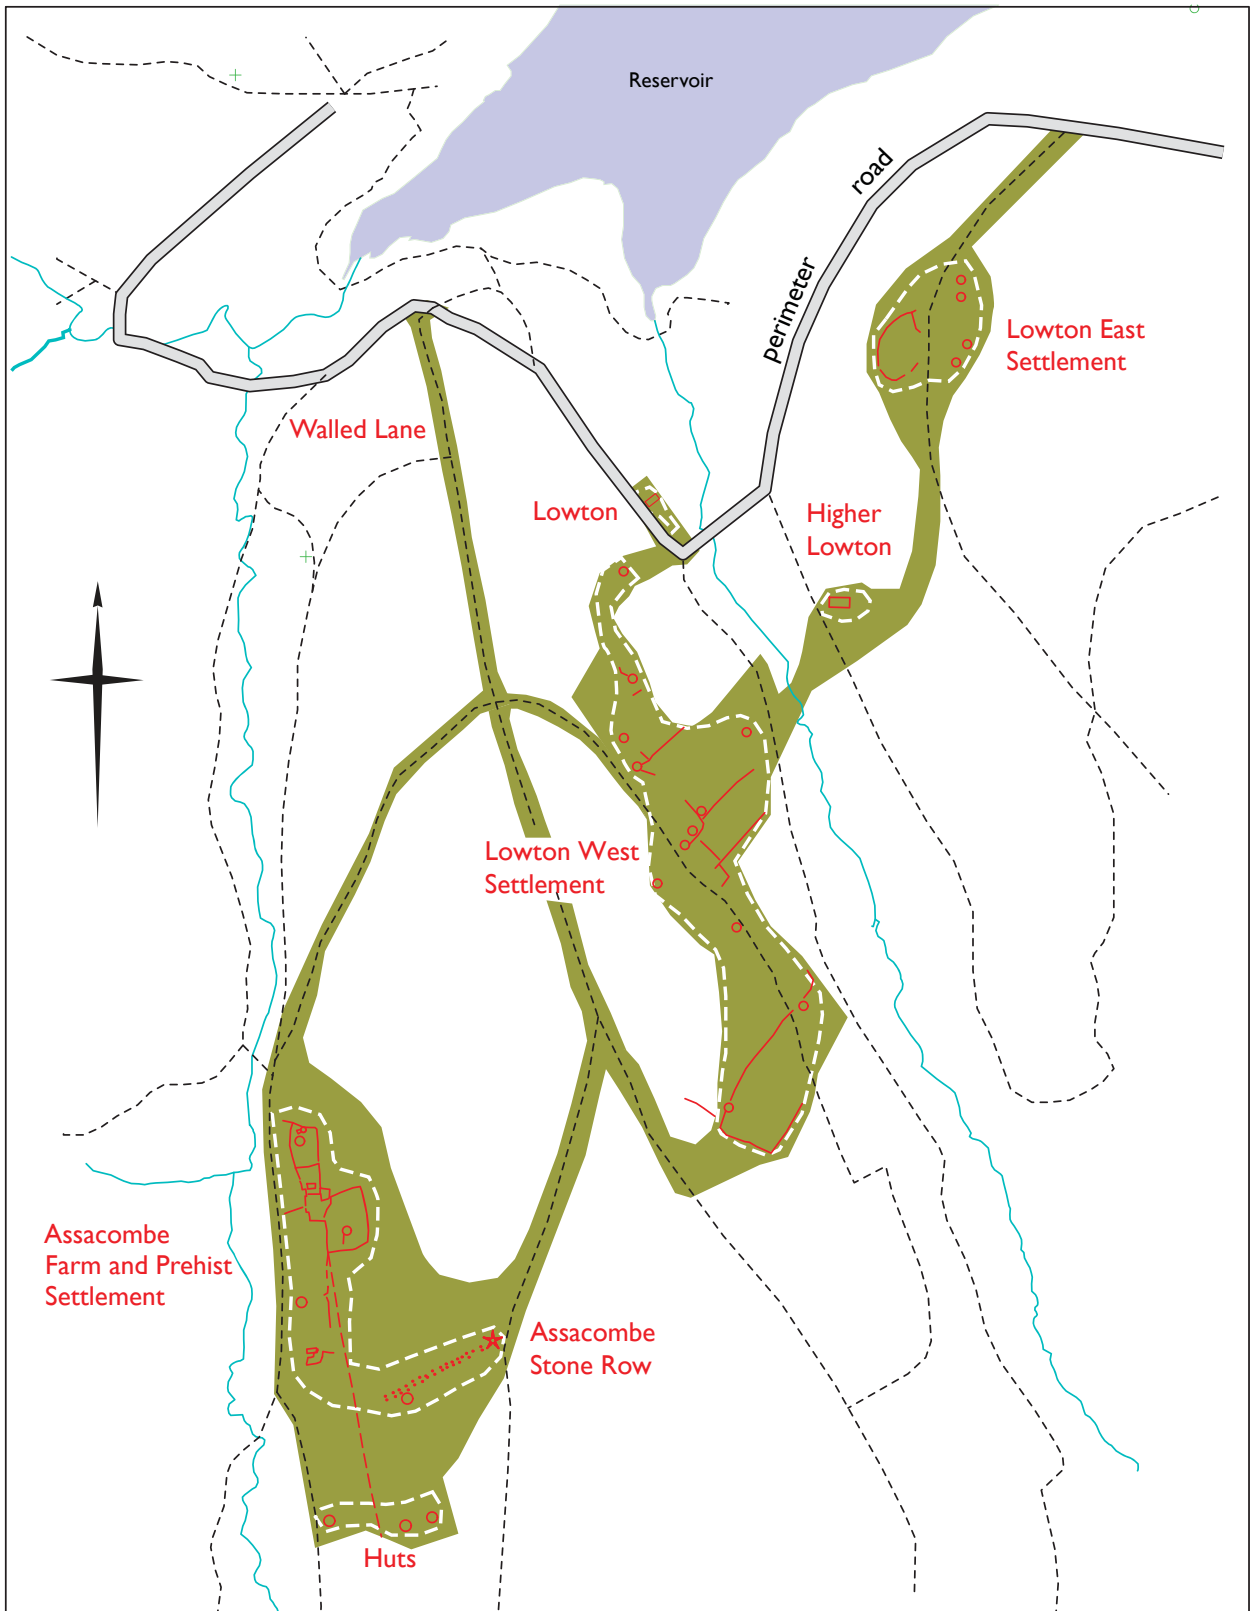 Reservoir
road
perimeter
Lowton East
Settlement
Walled Lane
Lowton
Higher
Lowton
Lowton West
Settlement
Assacombe
Farm and Prehist
Settlement
Assacombe
Stone Row
Huts